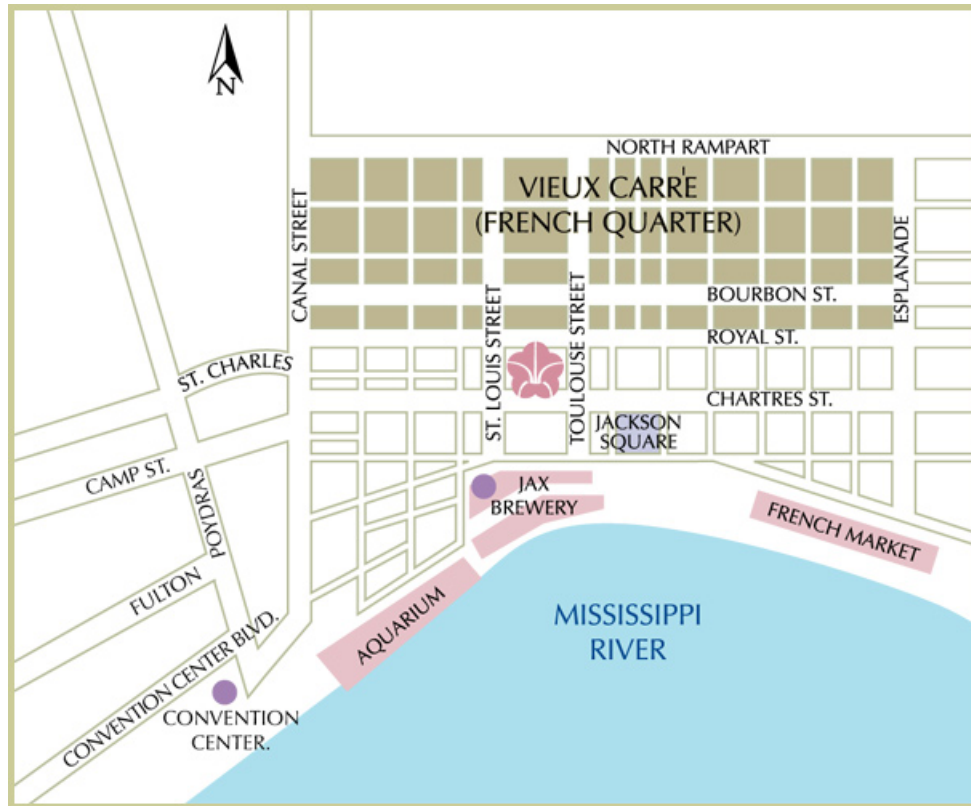 N
NORTH RAMPART
VIEUX CARRE
(FRENCH QUARTER)
CANAL STREET
ESPLANADE
BOURBON ST.
ST. LOUIS STREET
TOULOUSE STREET
ROYAL ST.
ST. CHARLES
CHARTRES ST.
JACKSON
SQUARE
CAMP ST.
POYDRAS
JAX
BREWERY
FRENCH MARKET
FULTON
AQUARIUM
MISSISSIPPI
RIVER
CONVENTION CENTER BLVD.
CONVENTION
CENTER.